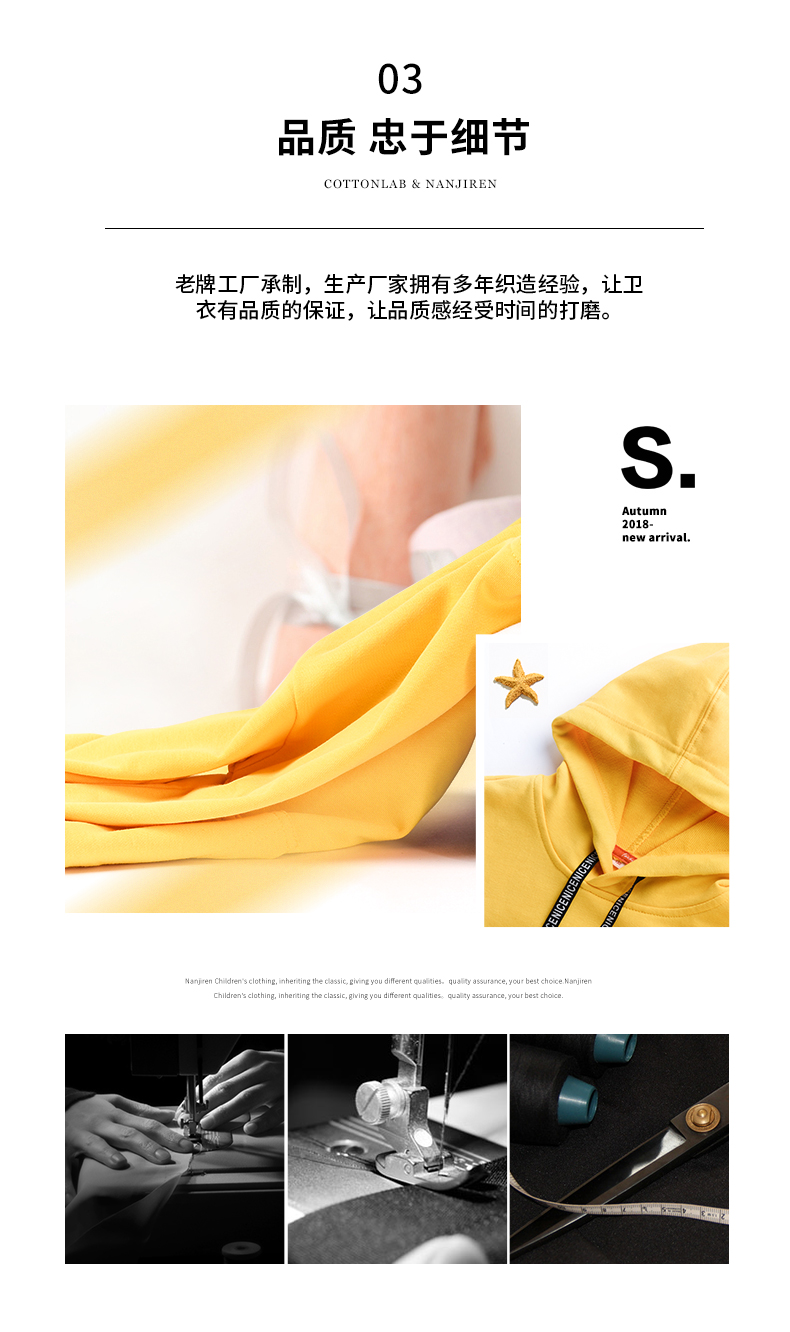 03
品质 忠于细节
COTTONLAB & NANJIREN
老牌工厂承制，生产厂家拥有多年织造经验，让卫
衣有品质的保证，让品质感经受时间的打磨。
S.
Autumn
2018-
new arrival.
NICENICENICEN
NICEN
Nanjiren Children's clothing, inheriting the classic, giving you different qualities，quality assurance, your best choice.Nanjiren
Children's clothing, inheriting the classic, giving you different qualities，quality assurance, your best choice.